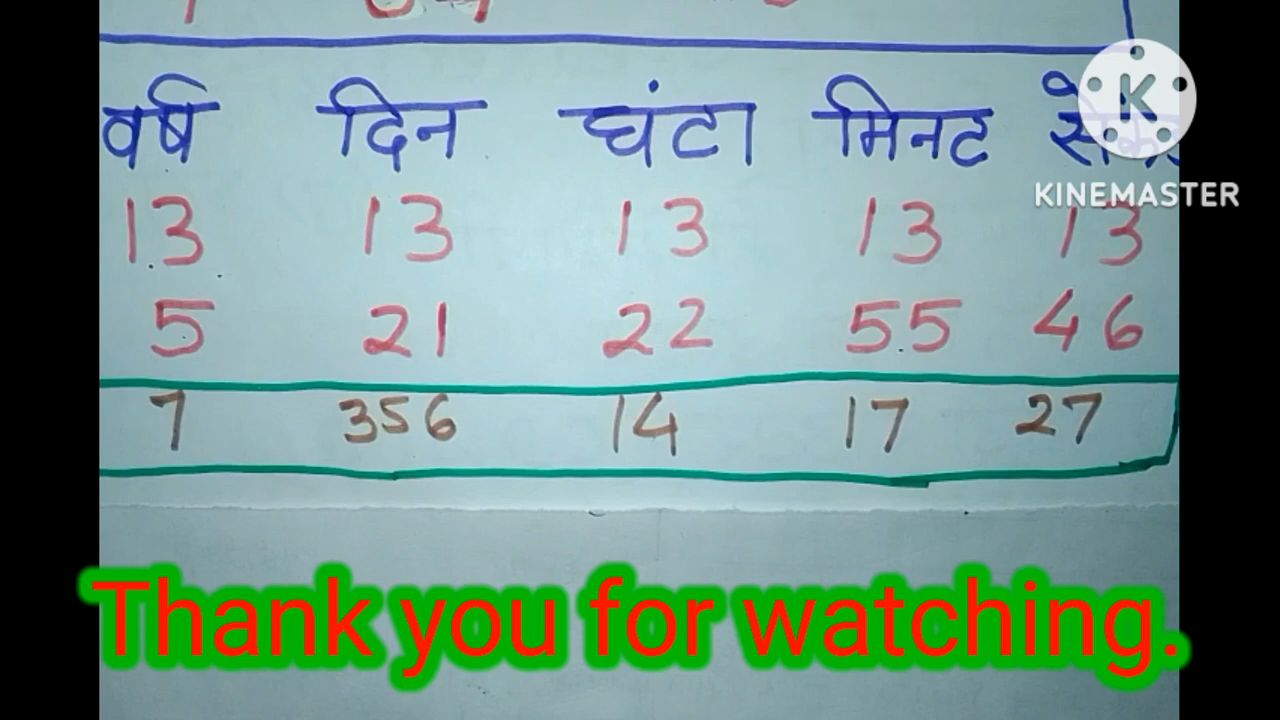 वर्ष दिन घंटा मिनट
13 13 13 13 13
5 21 22 55 46
7 356 14 17 27
K
KINEMASTER
Thank you for watching.